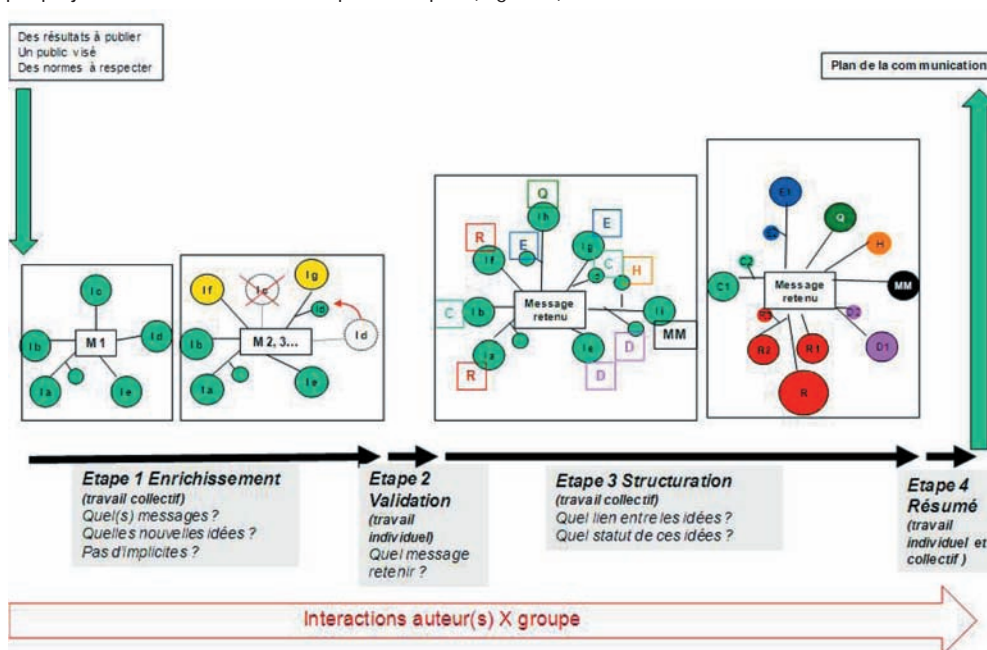 Des résultats à publier
Un public visé
Des normes à respecter
Plan de la communication
Ic
Ib
M 1
Id
Ia
Ie
If
Ic
Ig
Id
Ib
M 2, 3...
Id
Ia
Ie
Q
Ih
E
R
E
Ig
If
C
H
Message
retenu
C
Ib
Ii
MM
Ia
Ie
D
R
D
E1
Q
H
C2
C1
Message
retenu
MM
R2
R1
D1
R
Etape 1 Enrichissement
(travail collectif)
Quel(s) messages ?
Quelles nouvelles idées ?
Pas d'implicites ?
Etape 2
Validation
(travail
individuel)
Quel message
retenir ?
Etape 3 Structuration
(travail collectif)
Quel lien entre les idées ?
Quel statut de ces idées ?
Etape 4
Résumé
(travail
individuel et
collectif )
Interactions auteur(s) X groupe